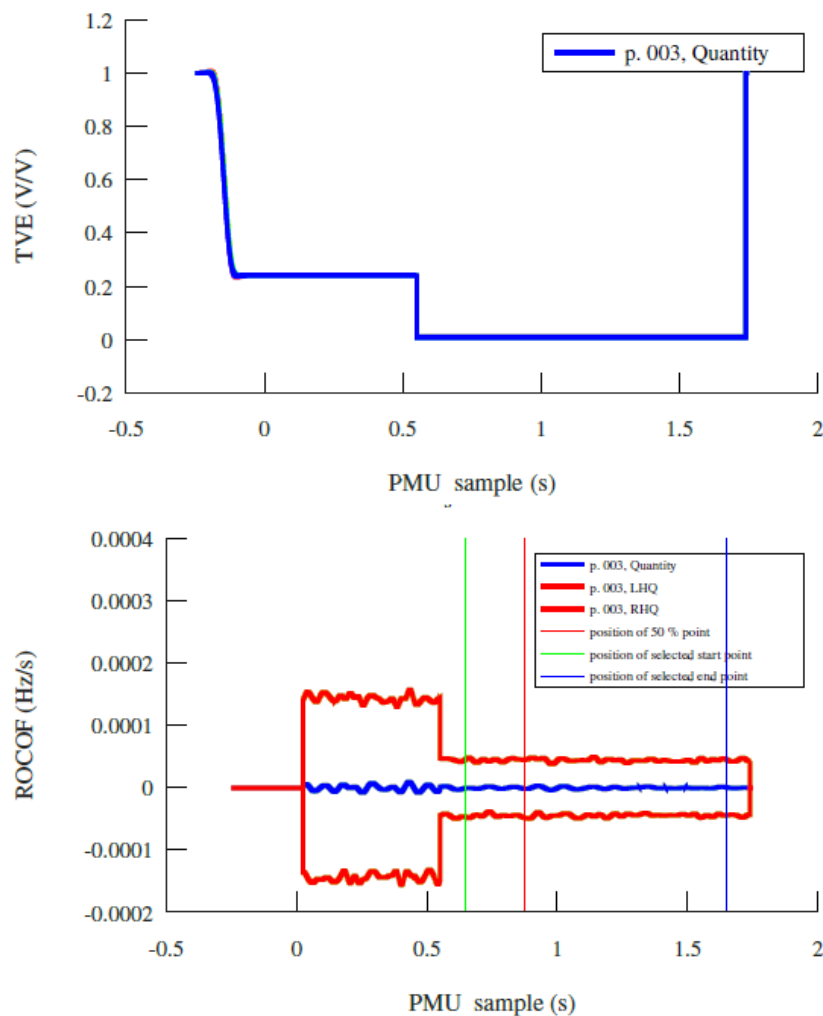 1.2
1
0.8
0.6
0.4
0.2
0
-0.2
TVE (V/V)
p. 003, Quantity
-0.5 0 0.5 1 1.5 2
PMU sample (s)
0.0004
0.0003
0.0002
0.0001
0
-0.0001
-0.0002
ROCOF (Hz/s)
p. 003, Quantity
p. 003, LHQ
p. 003, RHQ
position of 50 % point
position of selected start point
position of selected end point
-0.5 0 0.5 1 1.5 2
PMU sample (s)